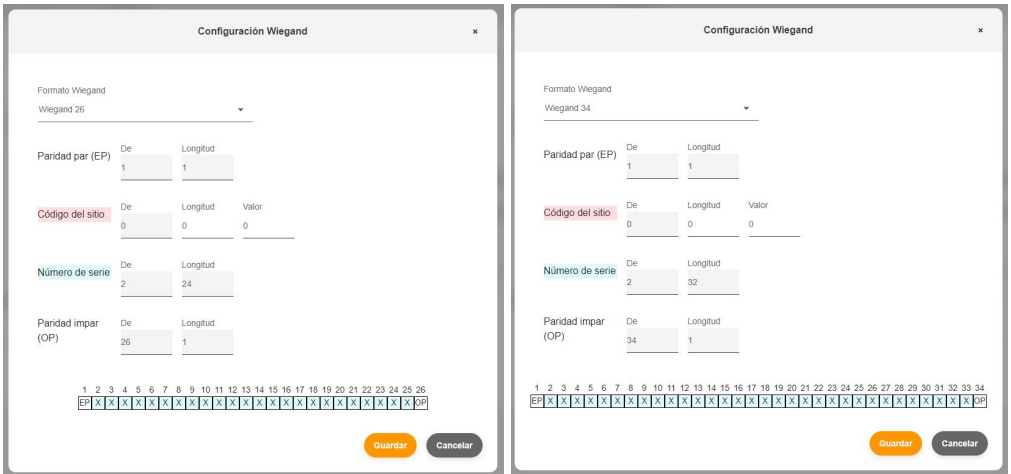 Configuración Wiegand ×
Formato Wiegand
Wiegand 26
Paridad par (EP)
De Longitud
1 1
Código del sitio
De Longitud Valor
0 0 0
Número de serie
De Longitud
2 24
Paridad impar
(OP)
De Longitud
26 1
1 2 3 4 5 6 7 8 9 10 11 12 13 14 15 16 17 18 19 20 21 22 23 24 25 26
EP X X X X X X X X X X X X X X X X X X X X X X X X OP
Guardar Cancelar
Configuración Wiegand ×
Formato Wiegand
Wiegand 34
Paridad par (EP)
De Longitud
1 1
Código del sitio
De Longitud Valor
0 0 0
Número de serie
De Longitud
2 32
Paridad impar
(OP)
De Longitud
34 1
1 2 3 4 5 6 7 8 9 10 11 12 13 14 15 16 17 18 19 20 21 22 23 24 25 26 27 28 29 30 31 32 33 34
EP X X X X X X X X X X X X X X X X X X X X X X X X X X X X X X X X OP
Guardar Cancelar